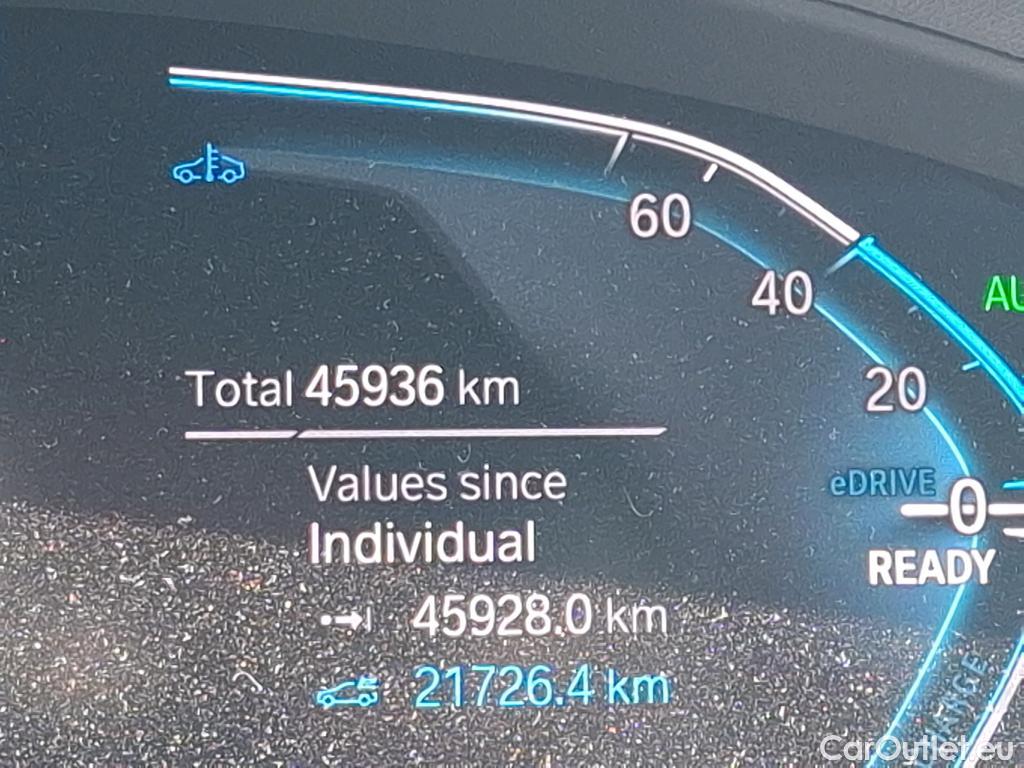 60
40
AU
Total 45936 km
20
Values since
eDRIVE
0
Individual
READY
45928.0 km
21726.4 km
CarOutlet.eu